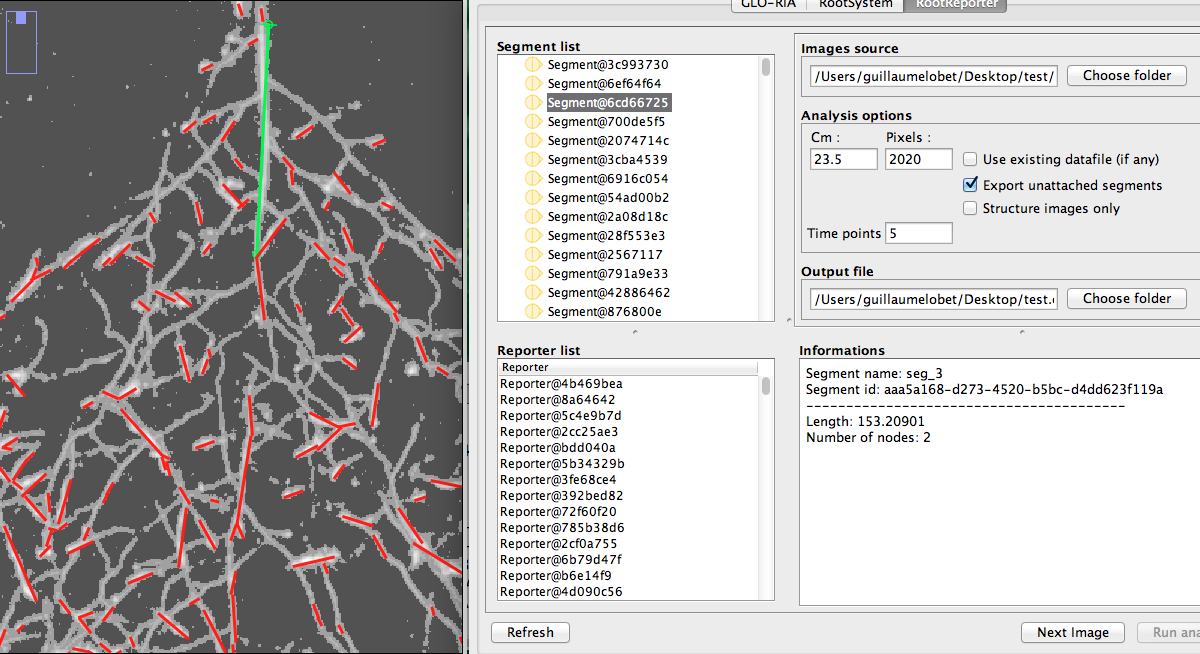 GLO-RIA RootSystem RootReporter
Segment list
Segment@3c993730
Segment@6ef64f64
Segment@6cd66725
Segment@700de5f5
Segment@2074714c
Segment@3cba4539
Segment@6916c054
Segment@54ad00b2
Segment@2a08d18c
Segment@28f553e3
Segment@2567117
Segment@791a9e33
Segment@42886462
Segment@876800e
Reporter list
Reporter
Reporter@4b469bea
Reporter@8a64642
Reporter@5c4e9b7d
Reporter@2cc25ae3
Reporter@bdd040a
Reporter@5b34329b
Reporter@3fe68ce4
Reporter@392bed82
Reporter@72f60f20
Reporter@785b38d6
Reporter@2cf0a755
Reporter@6b79d47f
Reporter@b6e14f9
Reporter@4d090c56
Refresh
Images source
/Users/guillaumelobet/Desktop/test/ Choose folder
Analysis options
Cm : Pixels :
23.5 2020 Use existing datafile (if any)
Export unattached segments
Structure images only
Time points 5
Output file
/Users/guillaumelobet/Desktop/test. Choose folder
Informations
Segment name: seg_3
Segment id: aaa5a168-d273-4520-b5bc-d4dd623f119a
----------------------------------------
Length: 153.20901
Number of nodes: 2
Next Image Run ana